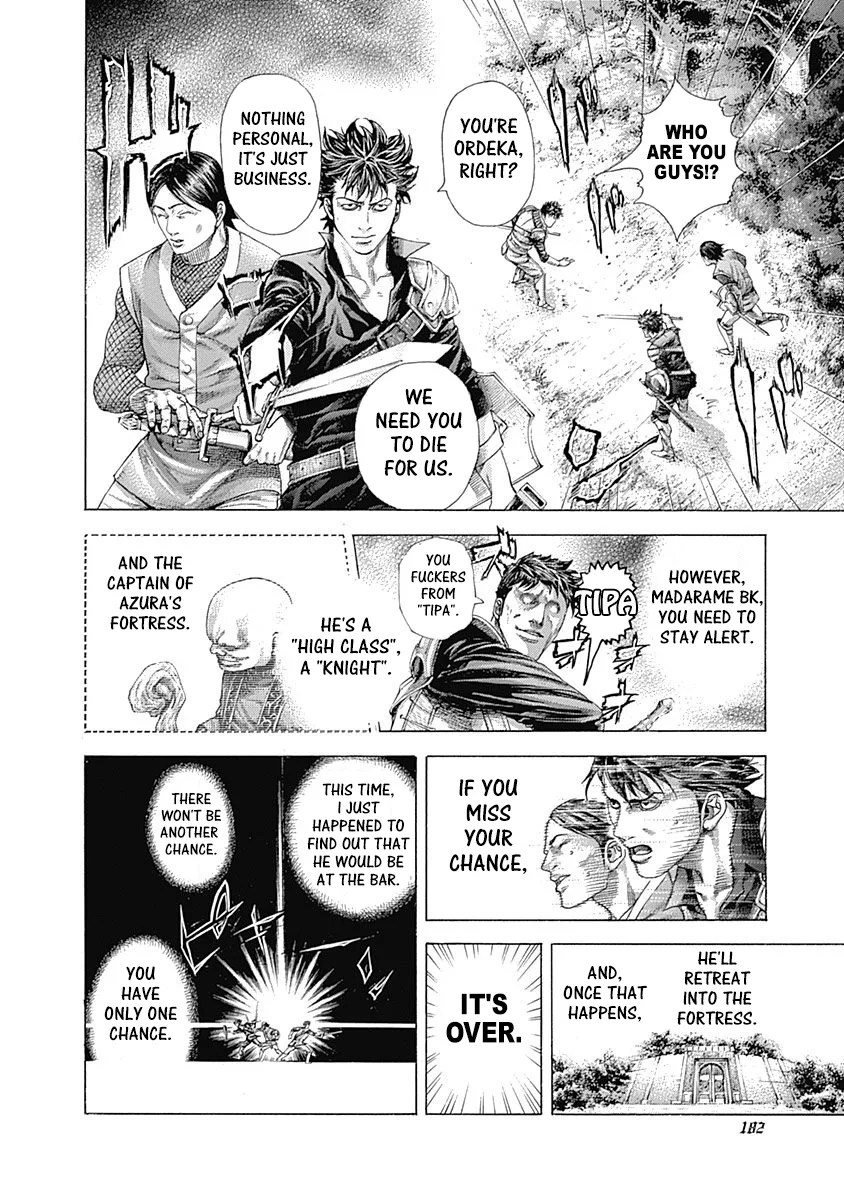 WHO
ARE YOU
GUYS!?
YOU'RE
ORDEKA,
RIGHT?
NOTHING
PERSONAL,
IT'S JUST
BUSINESS.
WE
NEED YOU
TO DIE
FOR US.
HOWEVER,
MADARAME BK,
YOU NEED TO
STAY ALERT.
TIPA
YOU
FUCKERS
FROM
"TIPA".
HE'S A
"HIGH CLASS",
A "KNIGHT".
AND THE
CAPTAIN OF
AZURA'S
FORTRESS.
IF YOU
MISS
YOUR
CHANCE,
THIS TIME,
I JUST
HAPPENED TO
FIND OUT THAT
HE WOULD BE
AT THE BAR.
THERE
WON'T BE
ANOTHER
CHANCE.
YOU
HAVE
ONLY ONE
CHANCE.
HE'LL
RETREAT
INTO THE
FORTRESS.
AND,
ONCE THAT
HAPPENS,
IT'S
OVER.
182